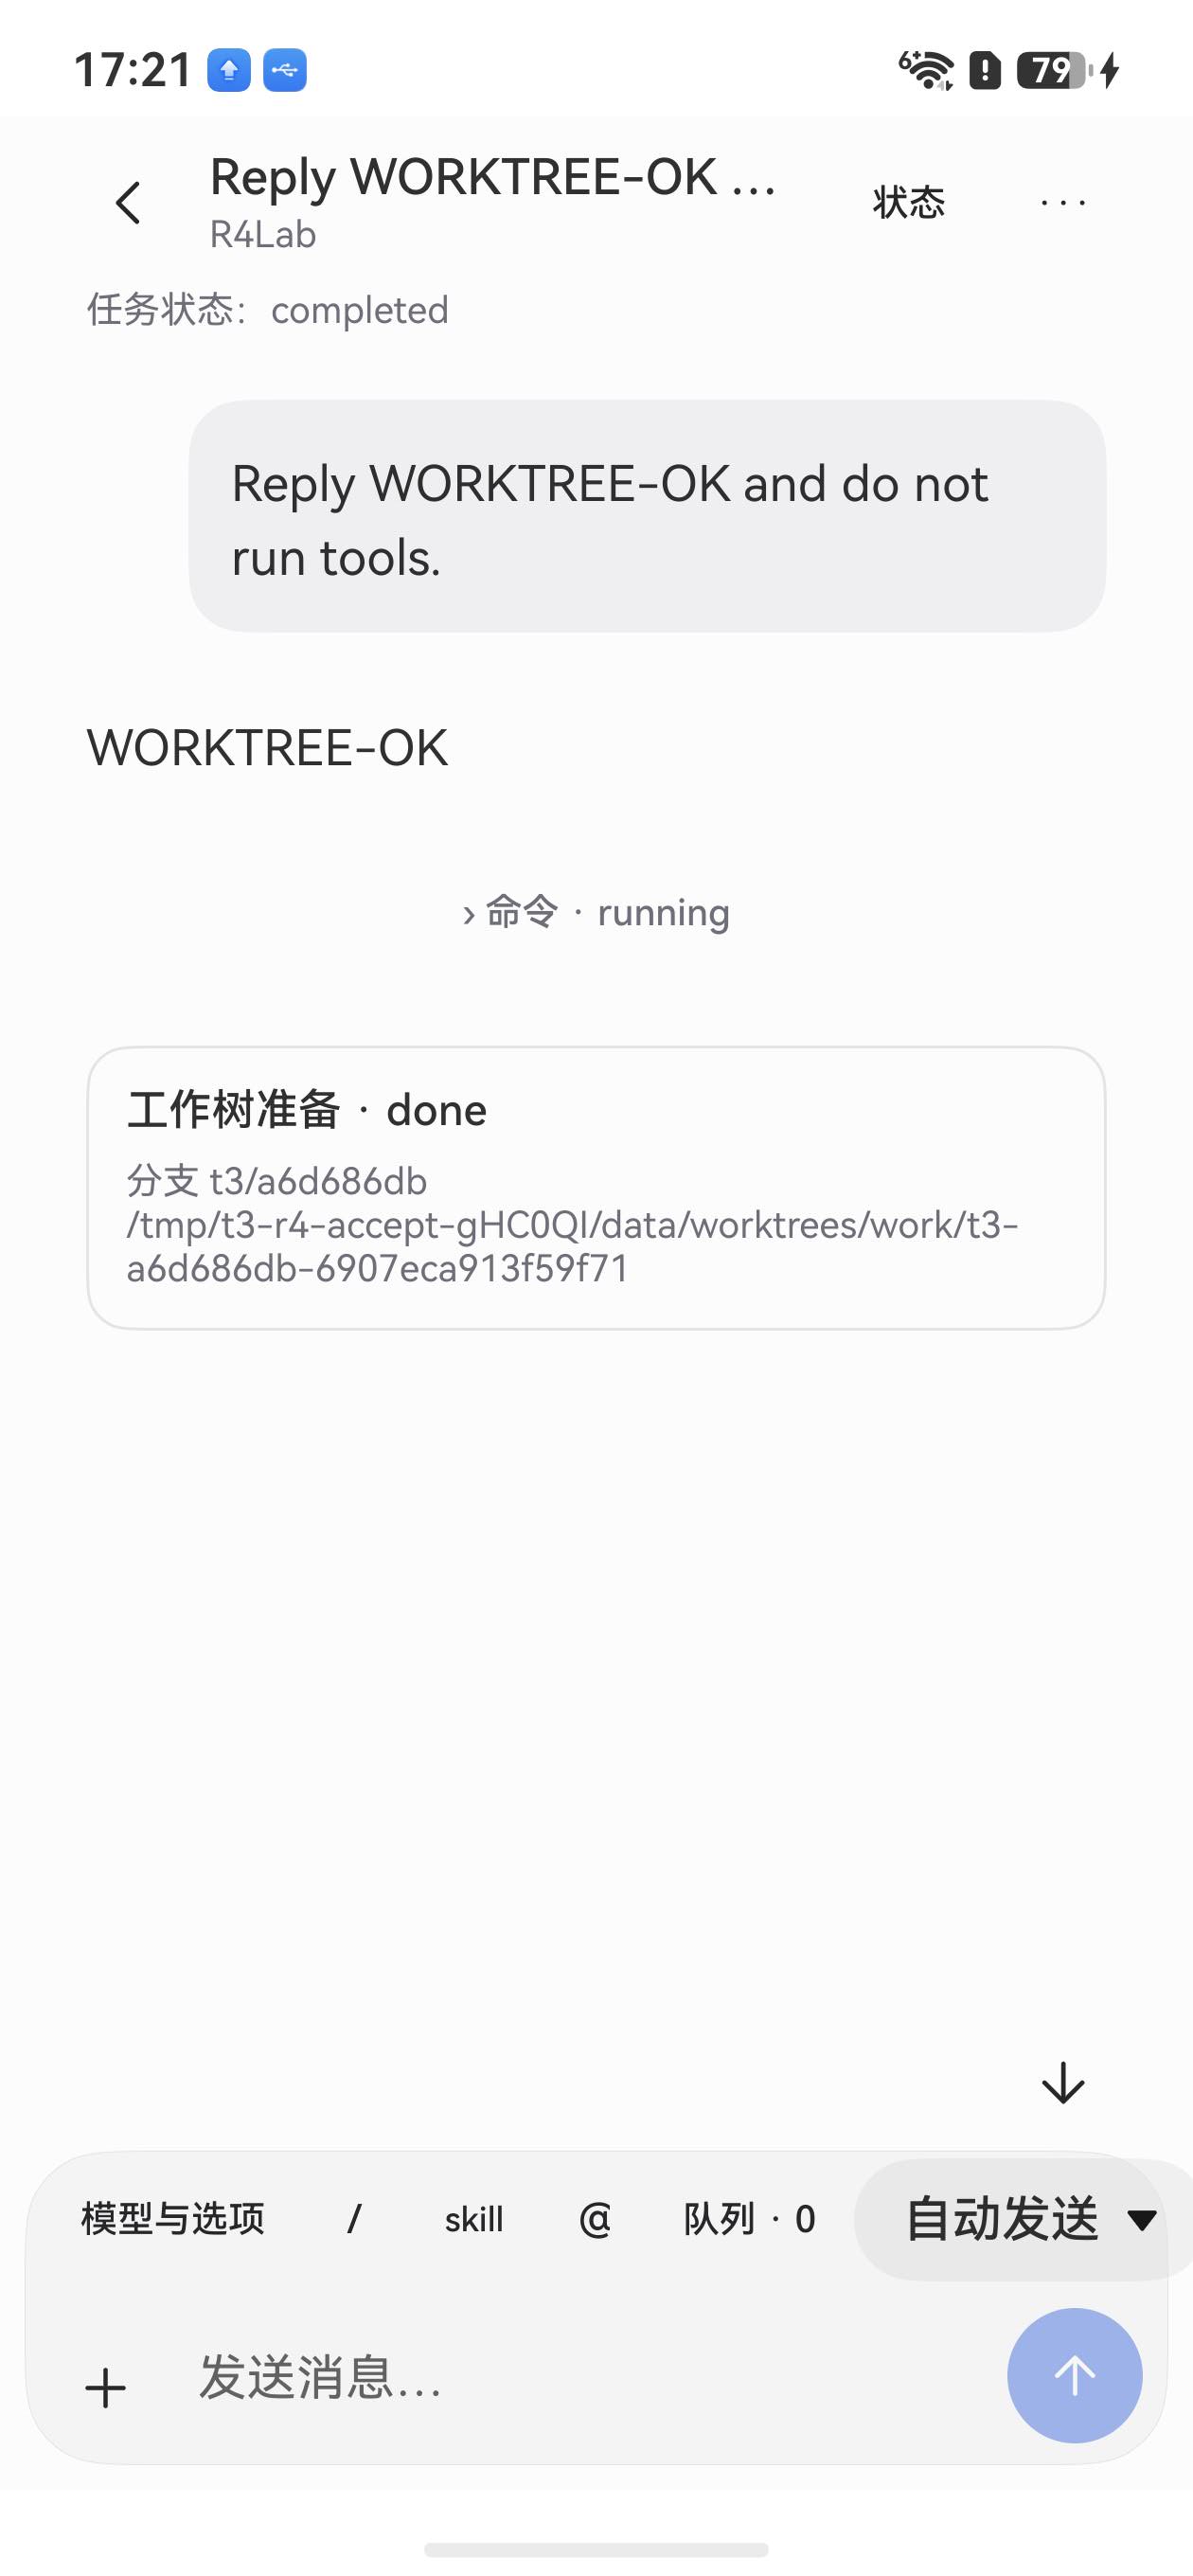 17:21
6+
79
Reply WORKTREE-OK ...
状态
···
R4Lab
任务状态：completed
Reply WORKTREE-OK and do not
run tools.
WORKTREE-OK
› 命令 · running
工作树准备 · done
分支 t3/a6d686db
/tmp/t3-r4-accept-gHC0QI/data/worktrees/work/t3-
a6d686db-6907eca913f59f71
模型与选项
/
skill
@
队列 · 0
自动发送
发送消息...